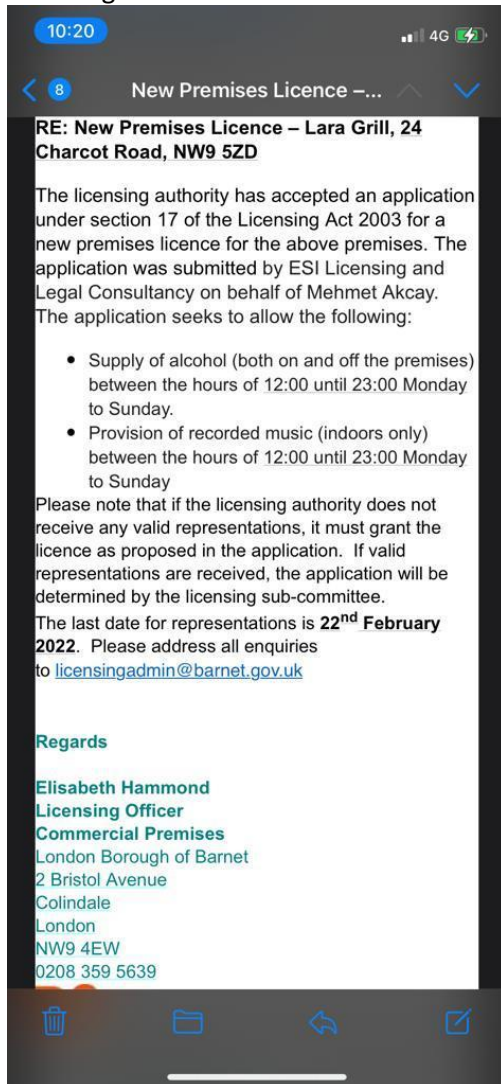 10:20
4G
8
New Premises Licence –...
RE: New Premises Licence – Lara Grill, 24
Charcot Road, NW9 5ZD
The licensing authority has accepted an application
under section 17 of the Licensing Act 2003 for a
new premises licence for the above premises. The
application was submitted by ESI Licensing and
Legal Consultancy on behalf of Mehmet Akcay.
The application seeks to allow the following:
• Supply of alcohol (both on and off the premises)
between the hours of 12:00 until 23:00 Monday
to Sunday.
• Provision of recorded music (indoors only)
between the hours of 12:00 until 23:00 Monday
to Sunday
Please note that if the licensing authority does not
receive any valid representations, it must grant the
licence as proposed in the application.  If valid
representations are received, the application will be
determined by the licensing sub-committee.
The last date for representations is 22nd February
2022.  Please address all enquiries
to licensingadmin@barnet.gov.uk
Regards
Elisabeth Hammond
Licensing Officer
Commercial Premises
London Borough of Barnet
2 Bristol Avenue
Colindale
London
NW9 4EW
0208 359 5639